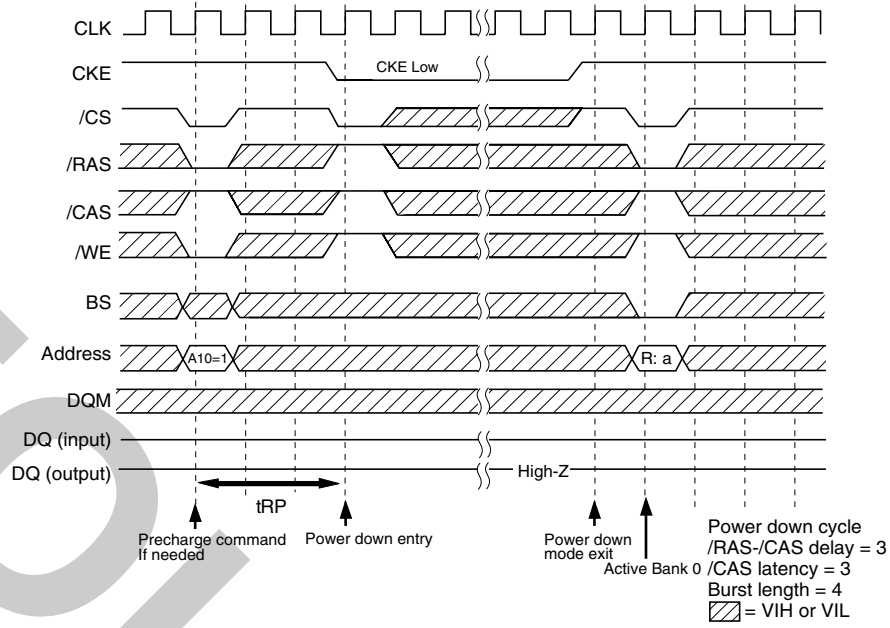 CLK
CKE
CKE Low
/CS
/RAS
/CAS
/WE
BS
Address
A10=1
R: a
DQM
DQ (input)
DQ (output)
High-Z
tRP
Precharge command
If needed
Power down entry
Power down
mode exit
Active Bank 0
Power down cycle
/RAS-/CAS delay = 3
/CAS latency = 3
Burst length = 4
= VIH or VIL